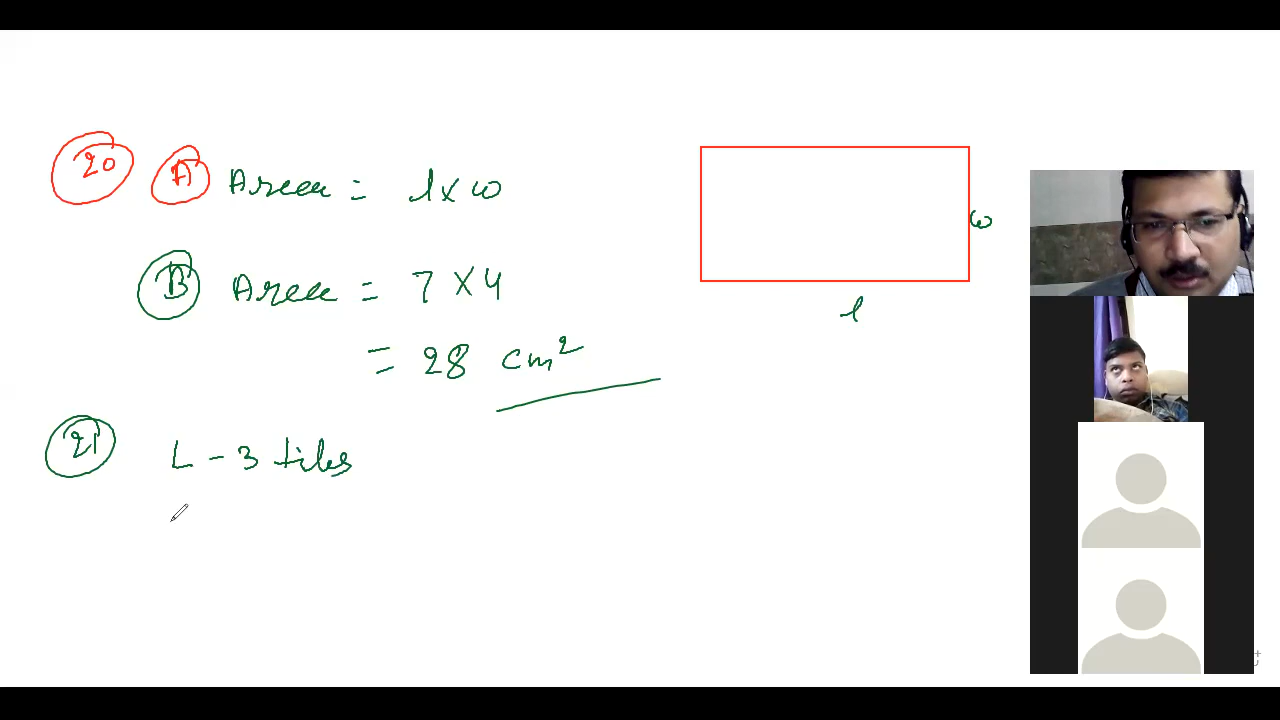 20 A Area = l x w
w
B Area = 7 x 4
l
= 28 cm²
21 L - 3 tiles